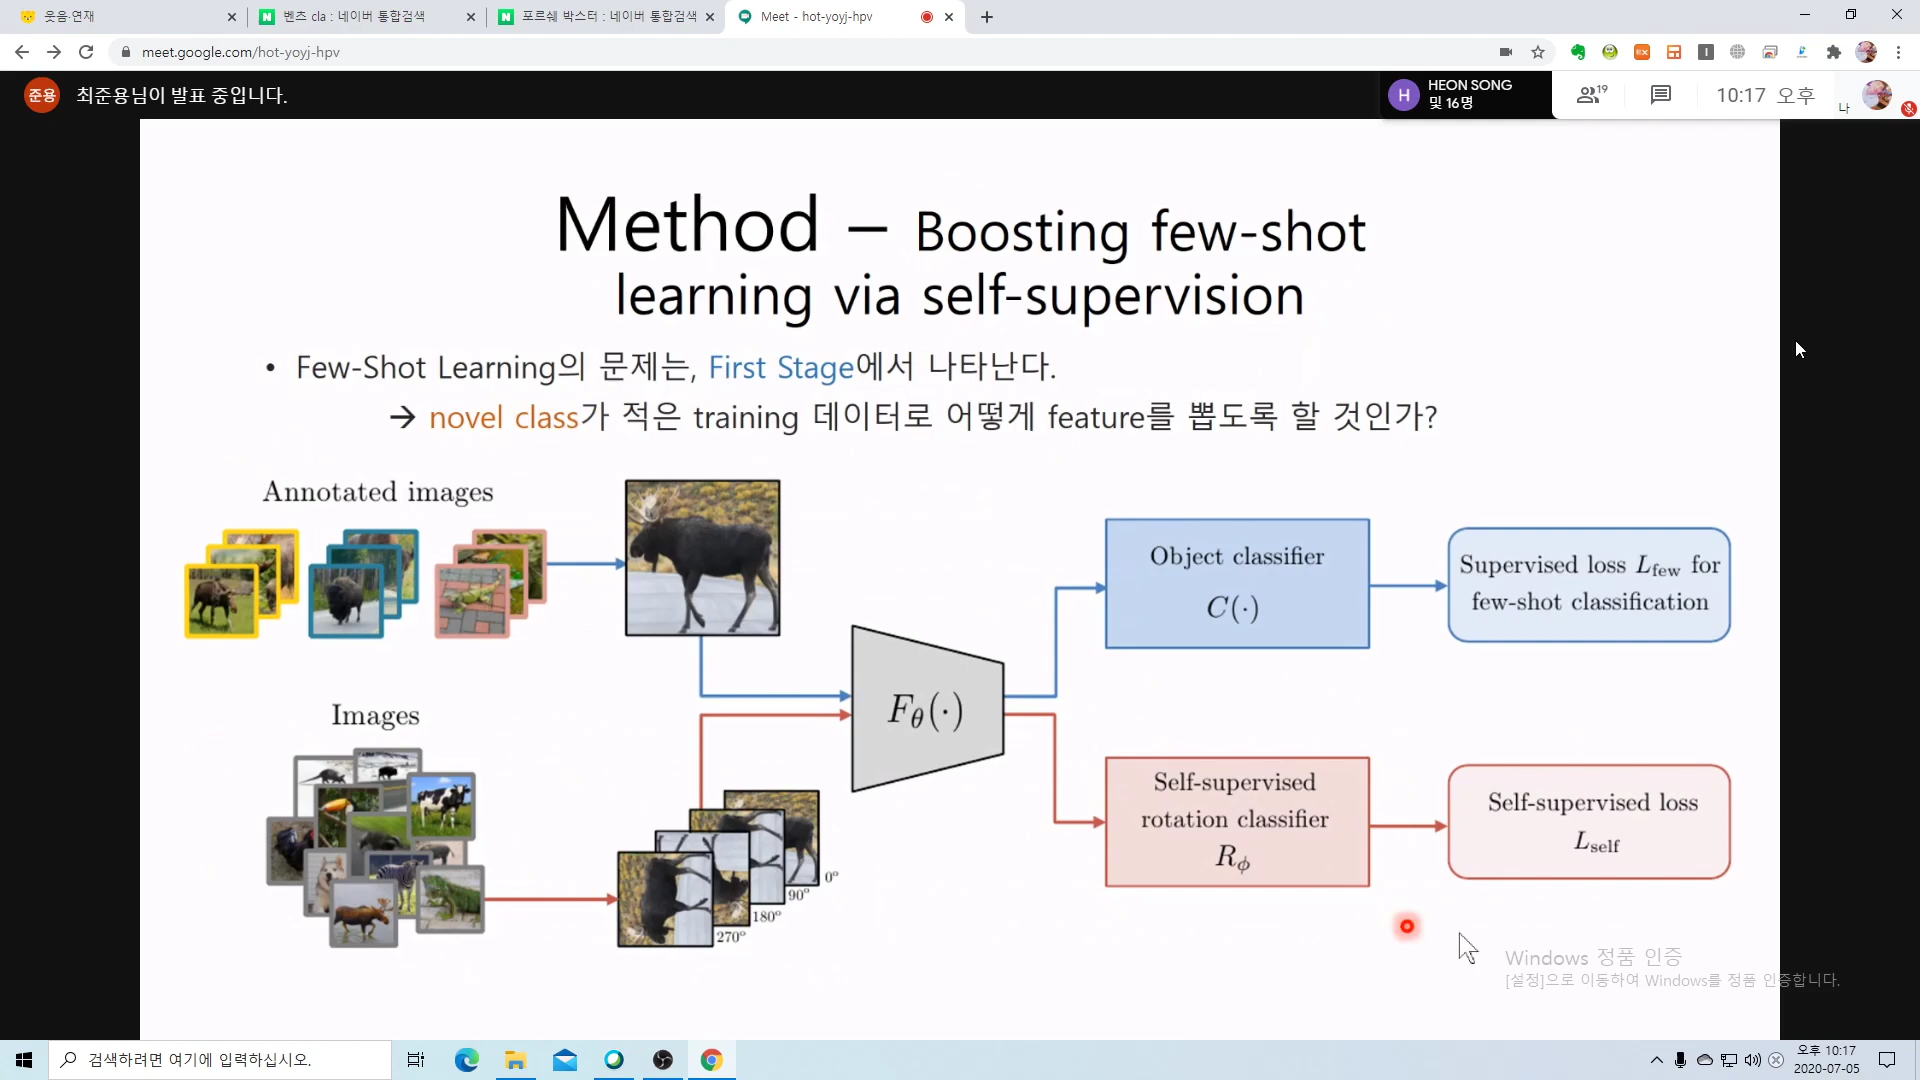 웃음·연재
벤츠 cla : 네이버 통합검색
포르쉐 박스터 : 네이버 통합검색
Meet - hot-yoyj-hpv
meet.google.com/hot-yoyj-hpv
준용
최준용님이 발표 중입니다.
H
HEON SONG
및 16명
19
10:17 오후
나
Method – Boosting few-shot
learning via self-supervision
• Few-Shot Learning의 문제는, First Stage에서 나타난다.
→ novel class가 적은 training 데이터로 어떻게 feature를 뽑도록 할 것인가?
Annotated images
Object classifier
C(·)
Supervised loss L_few for
few-shot classification
F_θ(·)
Images
Self-supervised
rotation classifier
R_ϕ
Self-supervised loss
L_self
0°
90°
180°
270°
Windows 정품 인증
[설정]으로 이동하여 Windows를 정품 인증합니다.
검색하려면 여기에 입력하십시오.
오후 10:17
2020-07-05